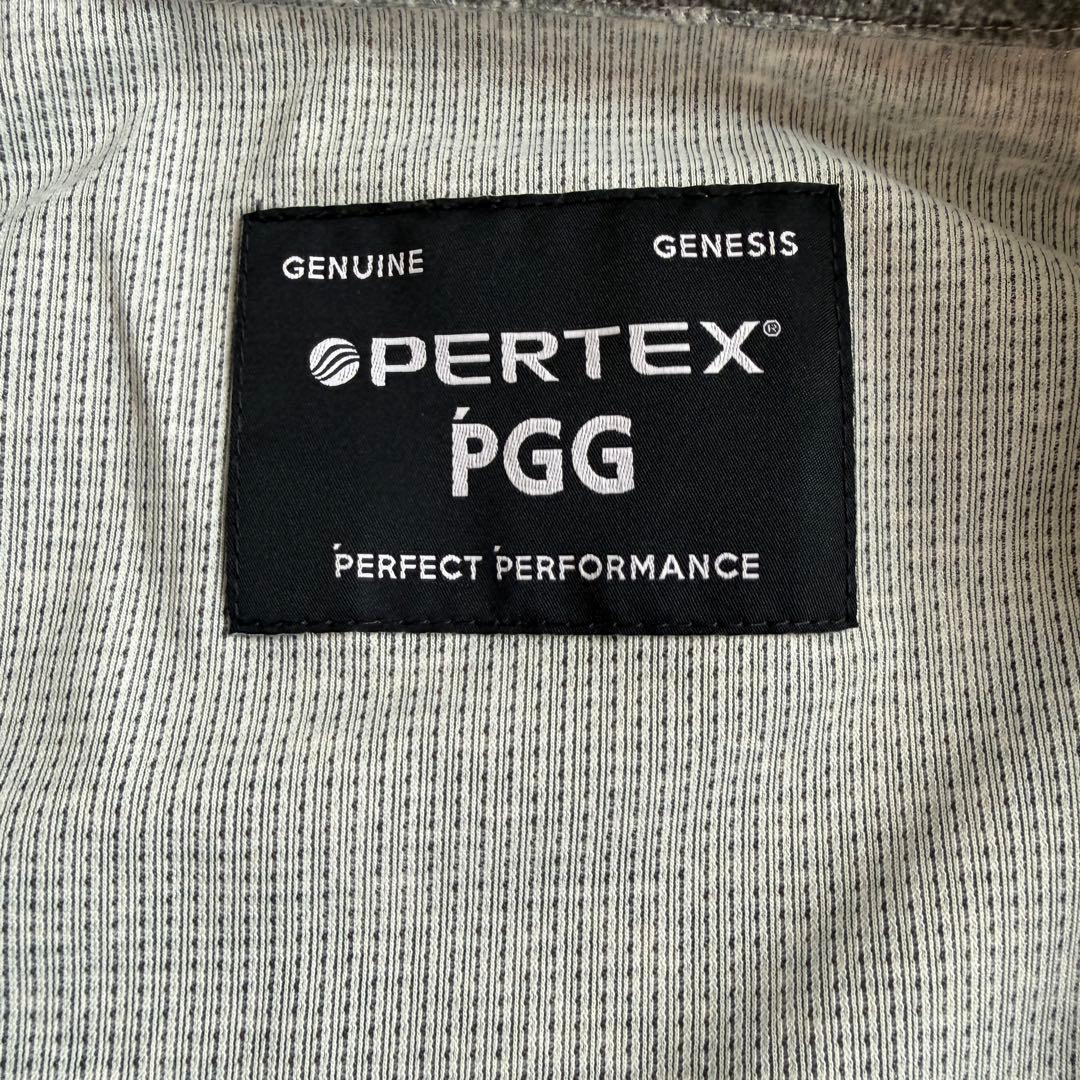 GENUINE GENESIS
PERTEX®
ṔGG
ṔERFECT ṔERFORMANCE